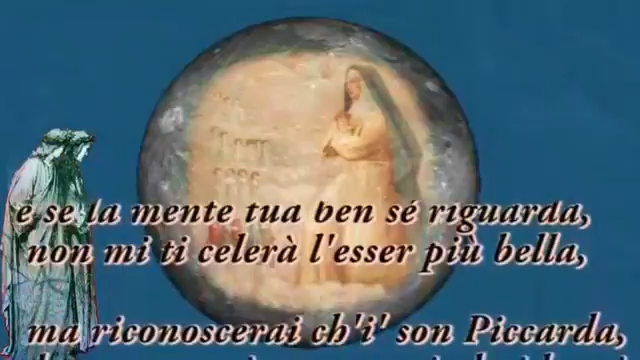 e se la mente tua ben sé riguarda,
non mi ti celerà l'esser più bella,
ma riconoscerai ch'i' son Piccarda,